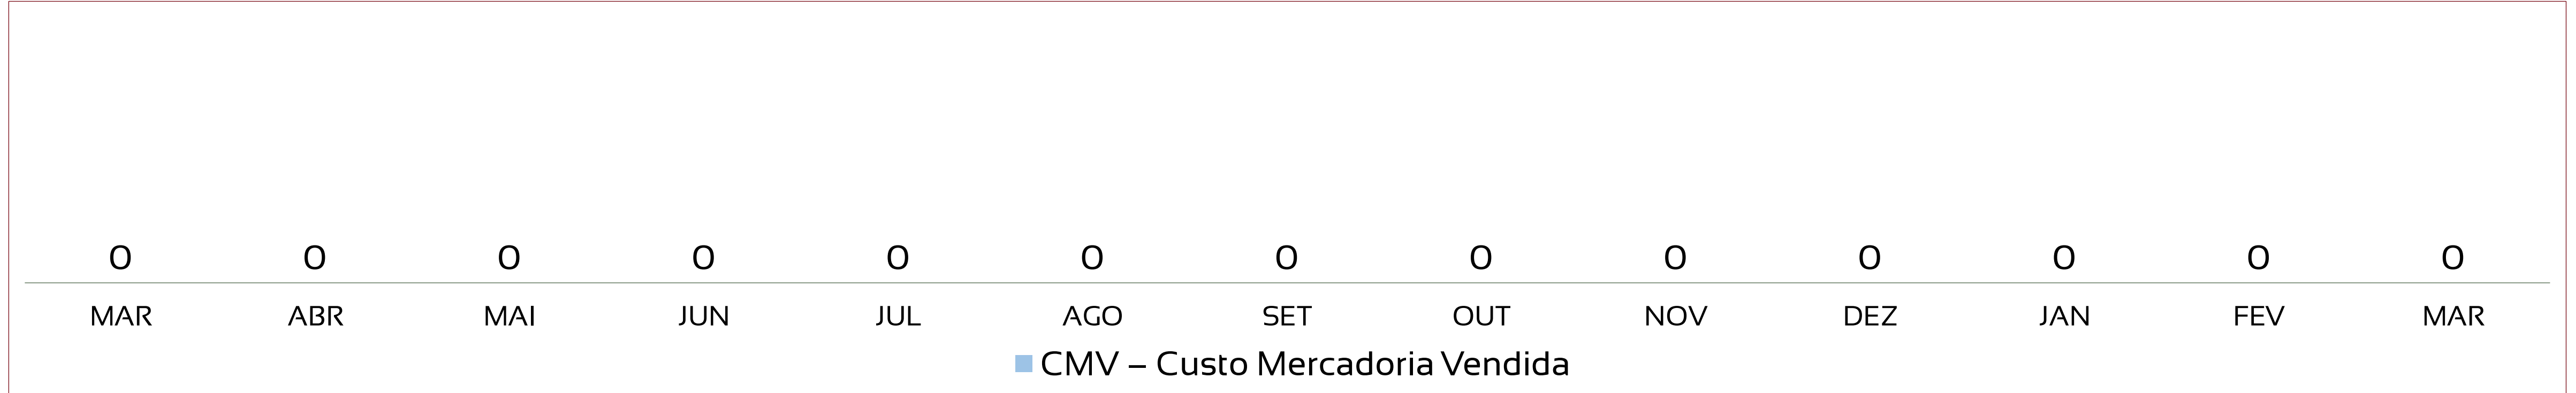 0 0 0 0 0 0 0 0 0 0 0 0 0
MAR ABR MAI JUN JUL AGO SET OUT NOV DEZ JAN FEV MAR
CMV – Custo Mercadoria Vendida